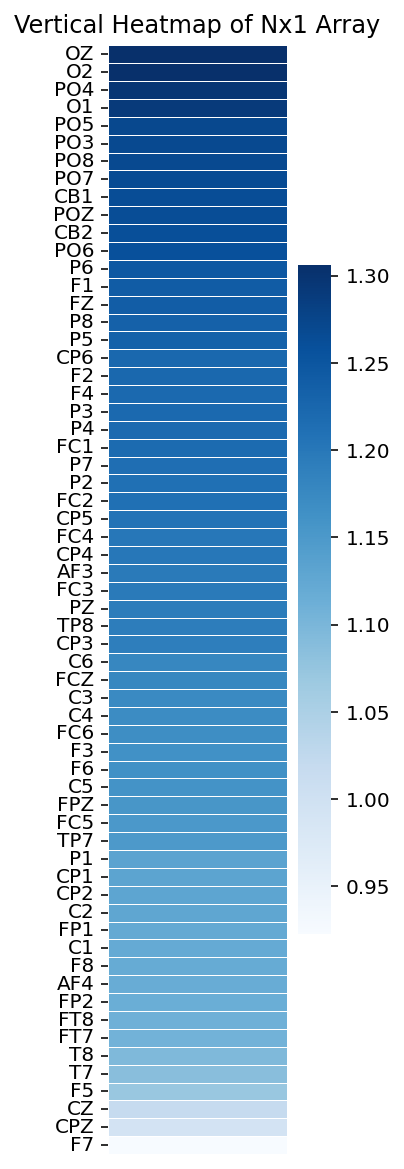 Vertical Heatmap of Nx1 Array
OZ
O2
PO4
O1
PO5
PO3
PO8
PO7
CB1
POZ
CB2
PO6
P6
F1
FZ
P8
P5
CP6
F2
F4
P3
P4
FC1
P7
P2
FC2
CP5
FC4
CP4
AF3
FC3
PZ
TP8
CP3
C6
FCZ
C3
C4
FC6
F3
F6
C5
FPZ
FC5
TP7
P1
CP1
CP2
C2
FP1
C1
F8
AF4
FP2
FT8
FT7
T8
T7
F5
CZ
CPZ
F7
1.30
1.25
1.20
1.15
1.10
1.05
1.00
0.95